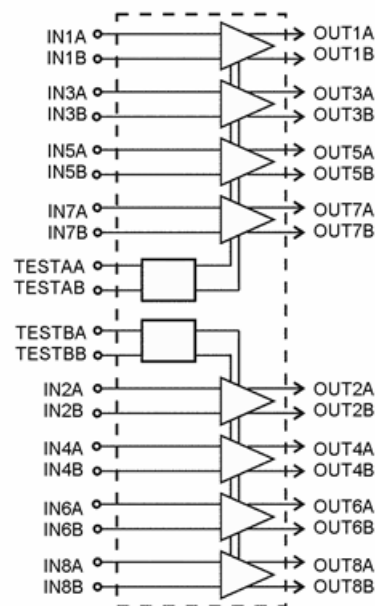 IN1A OUT1A
IN1B OUT1B
IN3A OUT3A
IN3B OUT3B
IN5A OUT5A
IN5B OUT5B
IN7A OUT7A
IN7B OUT7B
TESTAA
TESTAB
TESTBA
TESTBB
IN2A OUT2A
IN2B OUT2B
IN4A OUT4A
IN4B OUT4B
IN6A OUT6A
IN6B OUT6B
IN8A OUT8A
IN8B OUT8B